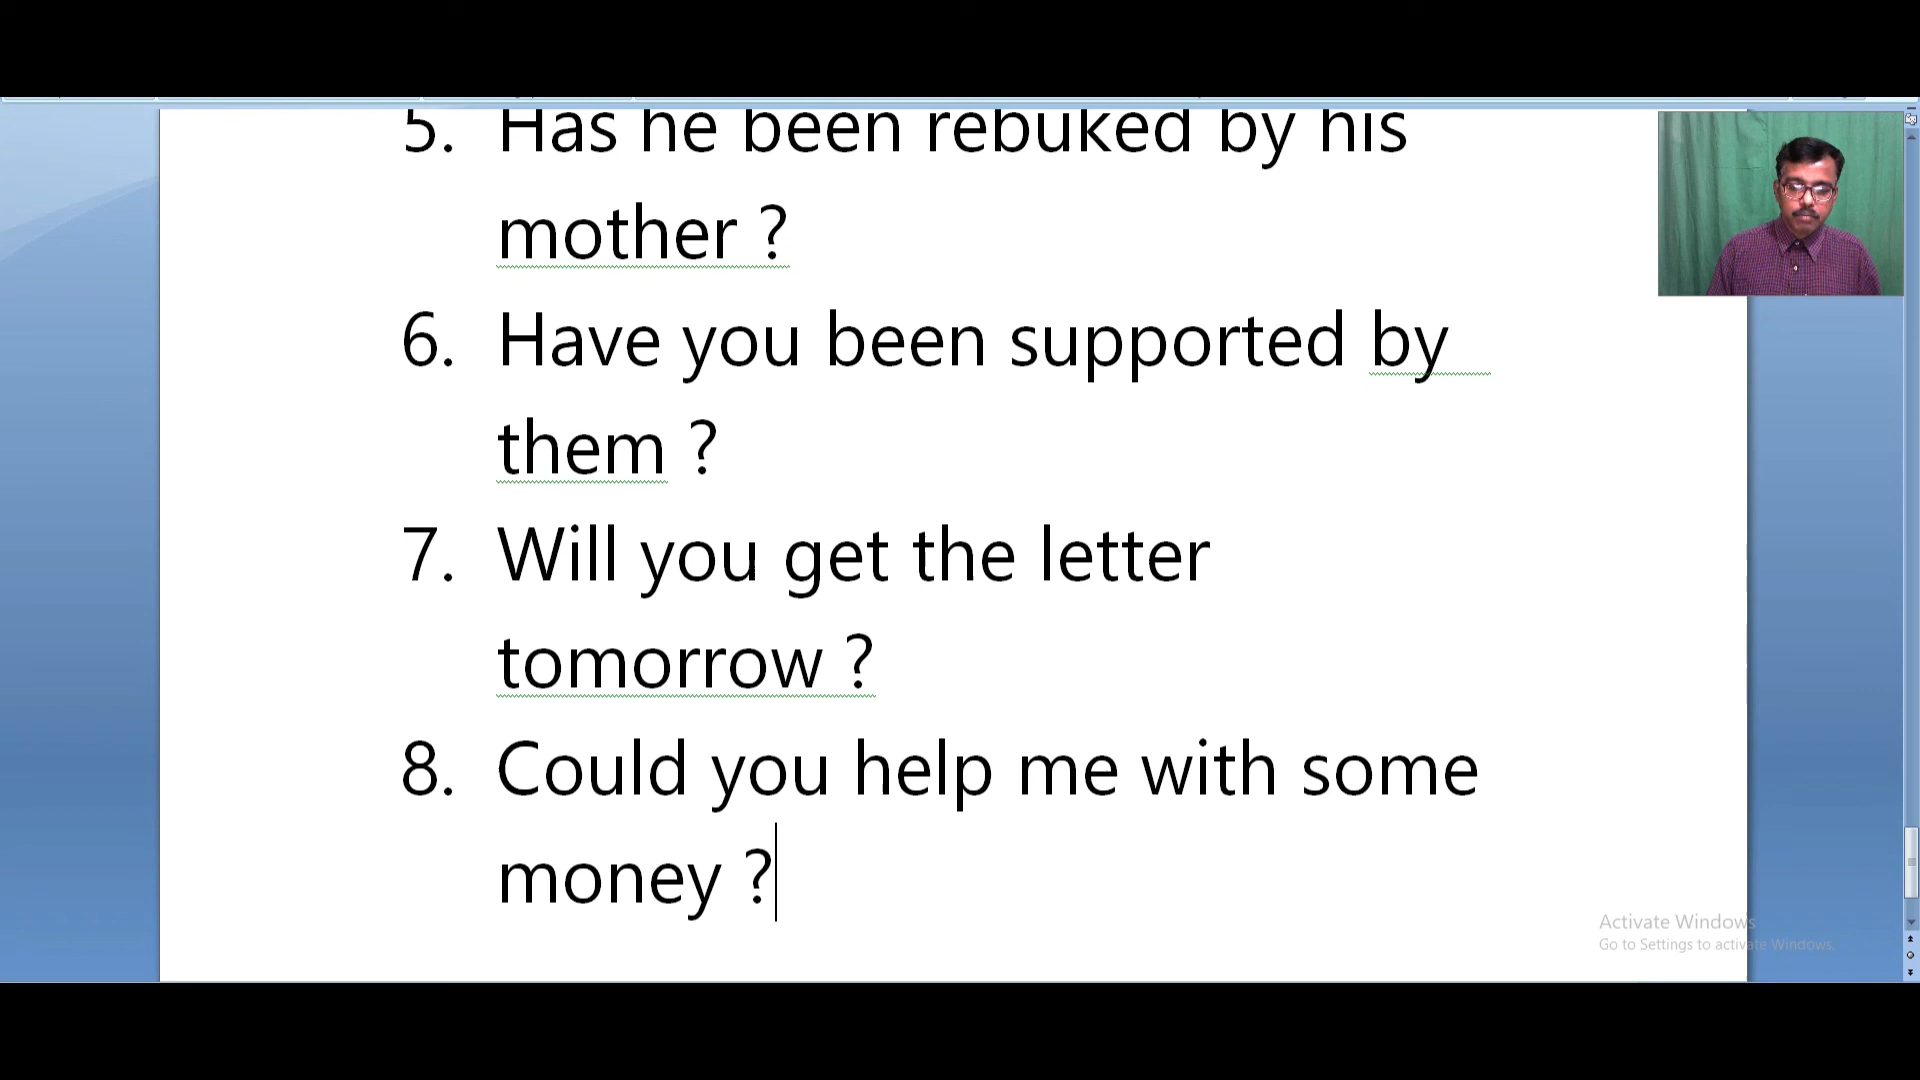 5. Has he been rebuked by his
mother ?
6. Have you been supported by
them ?
7. Will you get the letter
tomorrow ?
8. Could you help me with some
money ?
Activate Windows
Go to Settings to activate Windows.